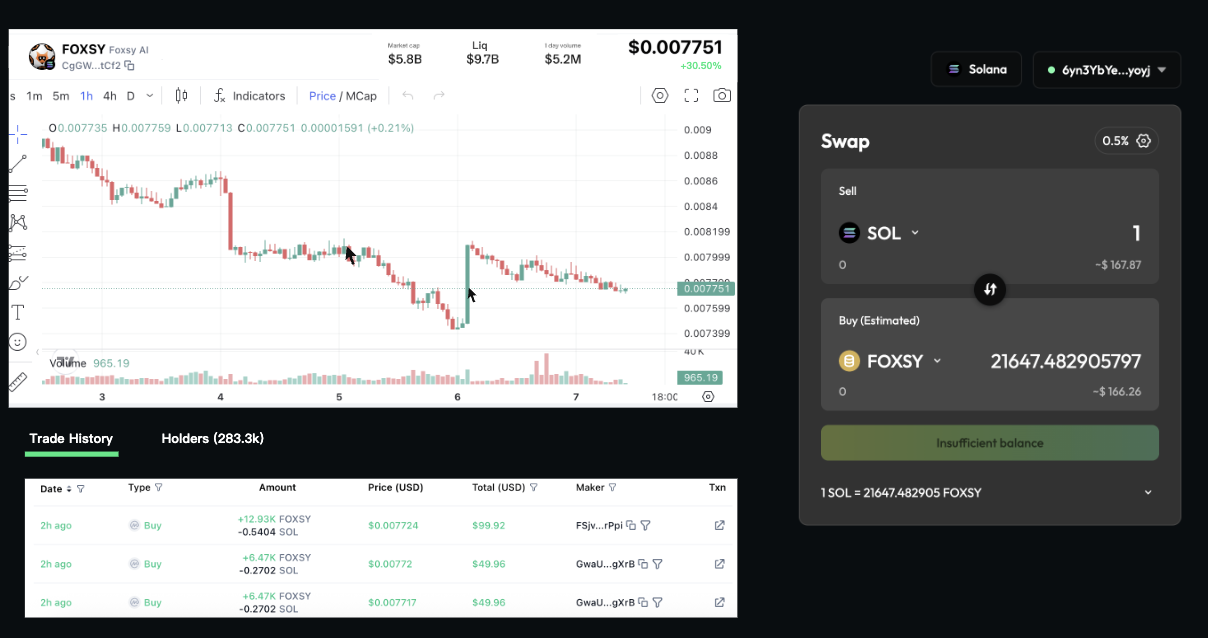 FOXSY Foxsy AI
CgGW...tCf2
Market cap
$5.8B
Liq
$9.7B
1 day volume
$5.2M
$0.007751
+30.50%
s 1m 5m 1h 4h D Indicators Price / MCap
O0.007735 H0.007759 L0.007713 C0.007751 0.00001591 (+0.21%)
0.009
0.0088
0.0086
0.0084
0.008199
0.007999
0.007751
0.007599
0.007399
Volume 965.19
40K
965.19
3 4 5 6 7 18:00
Trade History Holders (283.3k)
Date Type Amount Price (USD) Total (USD) Maker Txn
2h ago Buy +12.93K FOXSY $0.007724 $99.92 FSjv...rPpi
-0.5404 SOL
2h ago Buy +6.47K FOXSY $0.00772 $49.96 GwaU...gXrB
-0.2702 SOL
2h ago Buy +6.47K FOXSY $0.007717 $49.96 GwaU...gXrB
-0.2702 SOL
Solana
6yn3YbYe...yoyj
Swap
0.5%
Sell
SOL 1
0 ~$ 167.87
Buy (Estimated)
FOXSY 21647.482905797
0 ~$ 166.26
Insufficient balance
1 SOL = 21647.482905 FOXSY